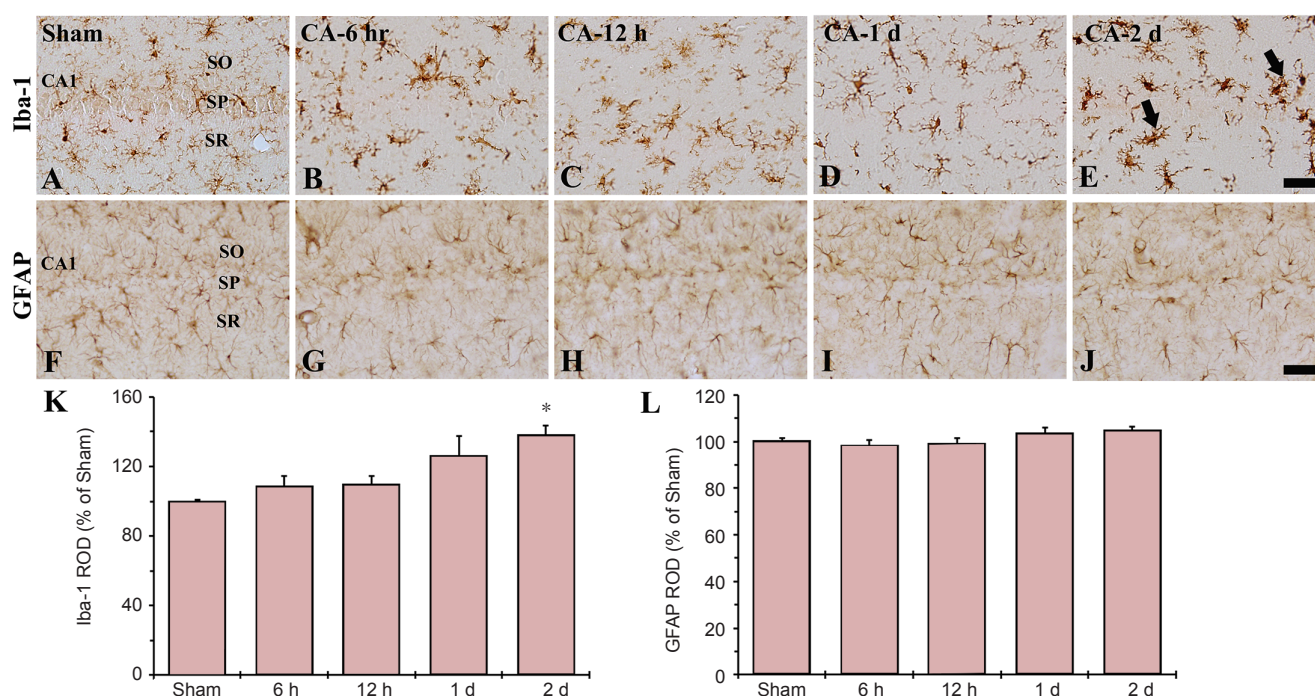 Iba-1
Sham
CA1
SO
SP
SR
A
CA-6 hr
B
CA-12 h
C
CA-1 d
D
CA-2 d
E
GFAP
CA1
SO
SP
SR
F
G
H
I
J
K
Iba-1 ROD (% of Sham)
160
120
80
40
0
Sham 6 h 12 h 1 d 2 d
*
L
GFAP ROD (% of Sham)
120
100
80
60
40
20
0
Sham 6 h 12 h 1 d 2 d